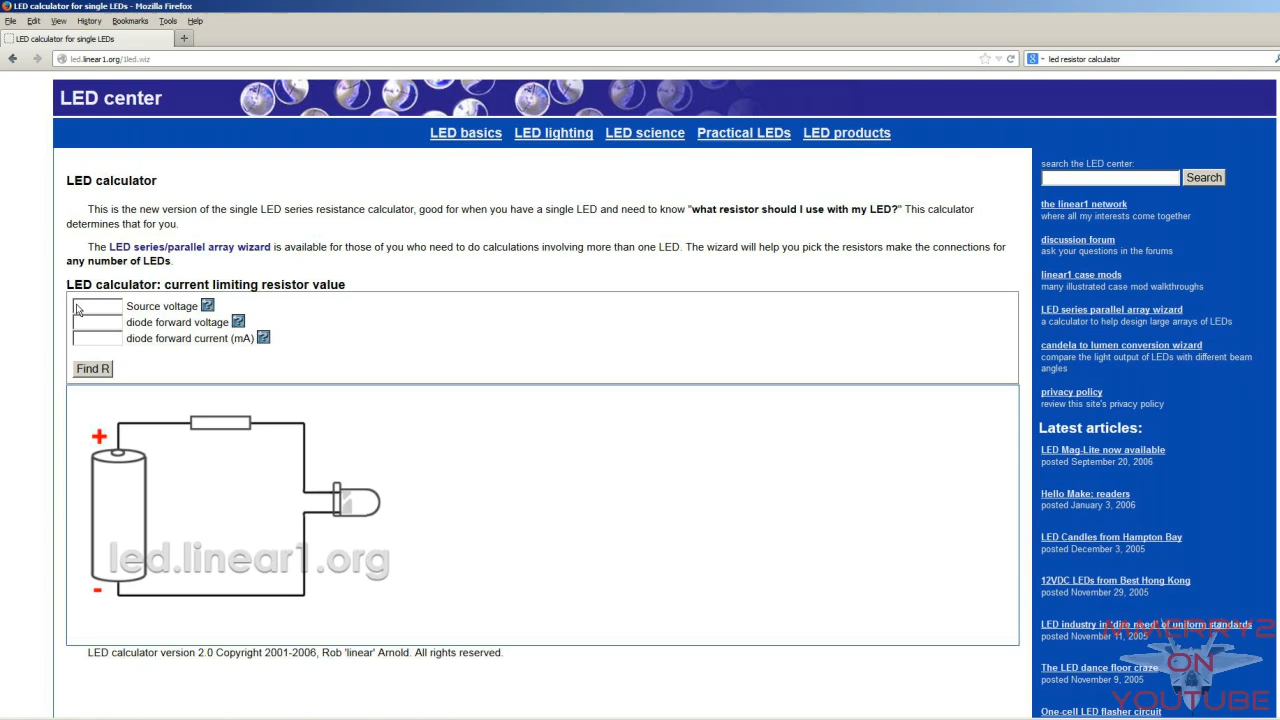 LED calculator for single LEDs - Mozilla Firefox
File Edit View History Bookmarks Tools Help
LED calculator for single LEDs
led.linear1.org/1led.wiz
led resistor calculator
LED center
LED basics LED lighting LED science Practical LEDs LED products
LED calculator
This is the new version of the single LED series resistance calculator, good for when you have a single LED and need to know "what resistor should I use with my LED?" This calculator
determines that for you.
The LED series/parallel array wizard is available for those of you who need to do calculations involving more than one LED. The wizard will help you pick the resistors make the connections for
any number of LEDs.
LED calculator: current limiting resistor value
Source voltage ?
diode forward voltage ?
diode forward current (mA) ?
Find R
+
-
led.linear1.org
LED calculator version 2.0 Copyright 2001-2006, Rob 'linear' Arnold. All rights reserved.
search the LED center:
Search
the linear1 network
where all my interests come together
discussion forum
ask your questions in the forums
linear1 case mods
many illustrated case mod walkthroughs
LED series parallel array wizard
a calculator to help design large arrays of LEDs
candela to lumen conversion wizard
compare the light output of LEDs with different beam
angles
privacy policy
review this site's privacy policy
Latest articles:
LED Mag-Lite now available
posted September 20, 2006
Hello Make: readers
posted January 3, 2006
LED Candles from Hampton Bay
posted December 3, 2005
12VDC LEDs from Best Hong Kong
posted November 29, 2005
LED industry in 'dire need' of uniform standards
posted November 11, 2005
The LED dance floor craze
posted November 9, 2005
One-cell LED flasher circuit
MMERRY2
ON
YOUTUBE